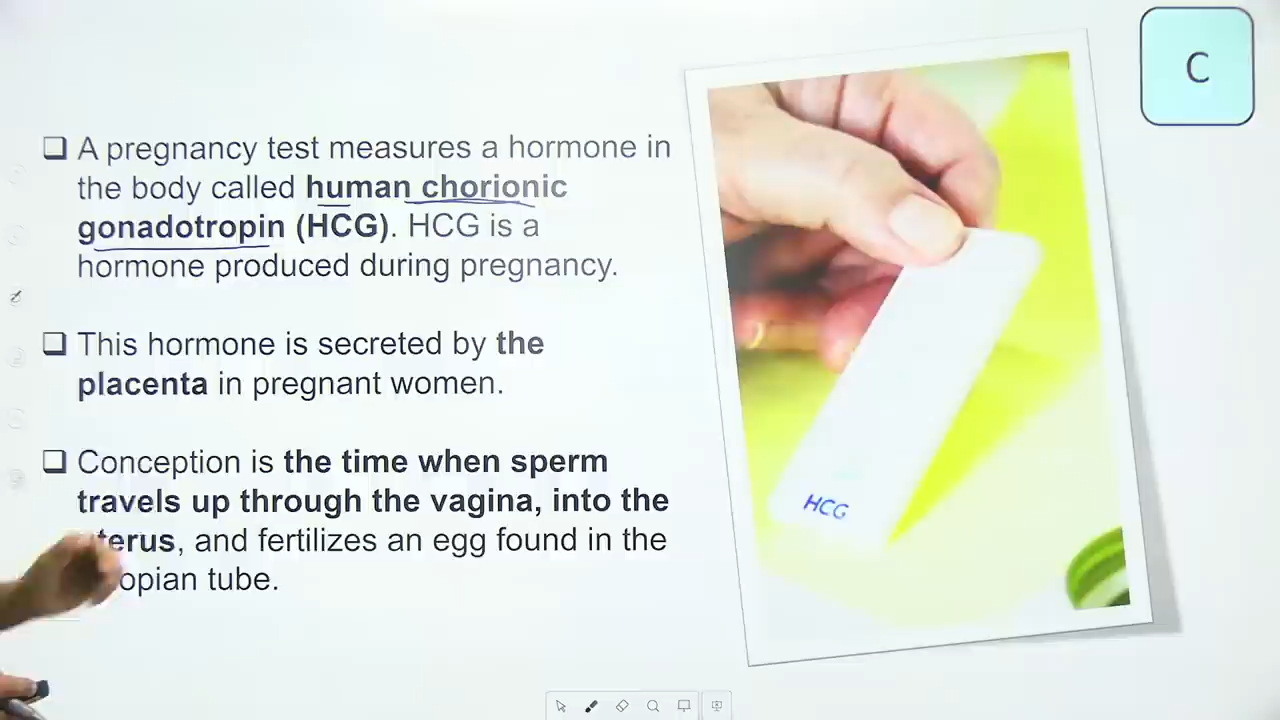 C
A pregnancy test measures a hormone in
the body called human chorionic
gonadotropin (HCG). HCG is a
hormone produced during pregnancy.
This hormone is secreted by the
placenta in pregnant women.
Conception is the time when sperm
travels up through the vagina, into the
terus, and fertilizes an egg found in the
opian tube.
HCG